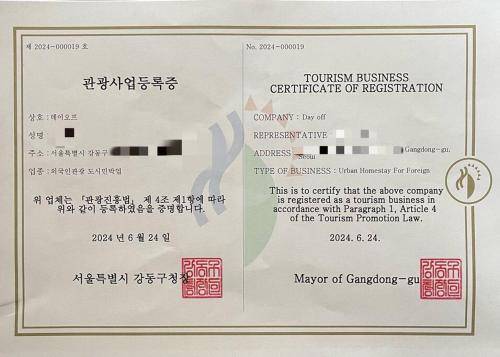 제 2024-000019 호
관광사업등록증
상호: 데이오프
성명
주소: 서울특별시 강동구
업종: 외국인관광 도시민박업
위 업체는 「관광진흥법」 제 4조 제1항에 따라
위와 같이 등록하였음을 증명합니다.
2024 년 6 월 24 일
서울특별시 강동구청장
No. 2024-000019
TOURISM BUSINESS
CERTIFICATE OF REGISTRATION
COMPANY : Day off
REPRESENTATIVE
ADDRESS Gangdong-gu,
Seoul
TYPE OF BUSINESS : Urban Homestay For Foreign
This is to certify that the above company
is registered as a tourism business in
accordance with Paragraph 1, Article 4
of the Tourism Promotion Law.
2024. 6. 24.
Mayor of Gangdong-gu